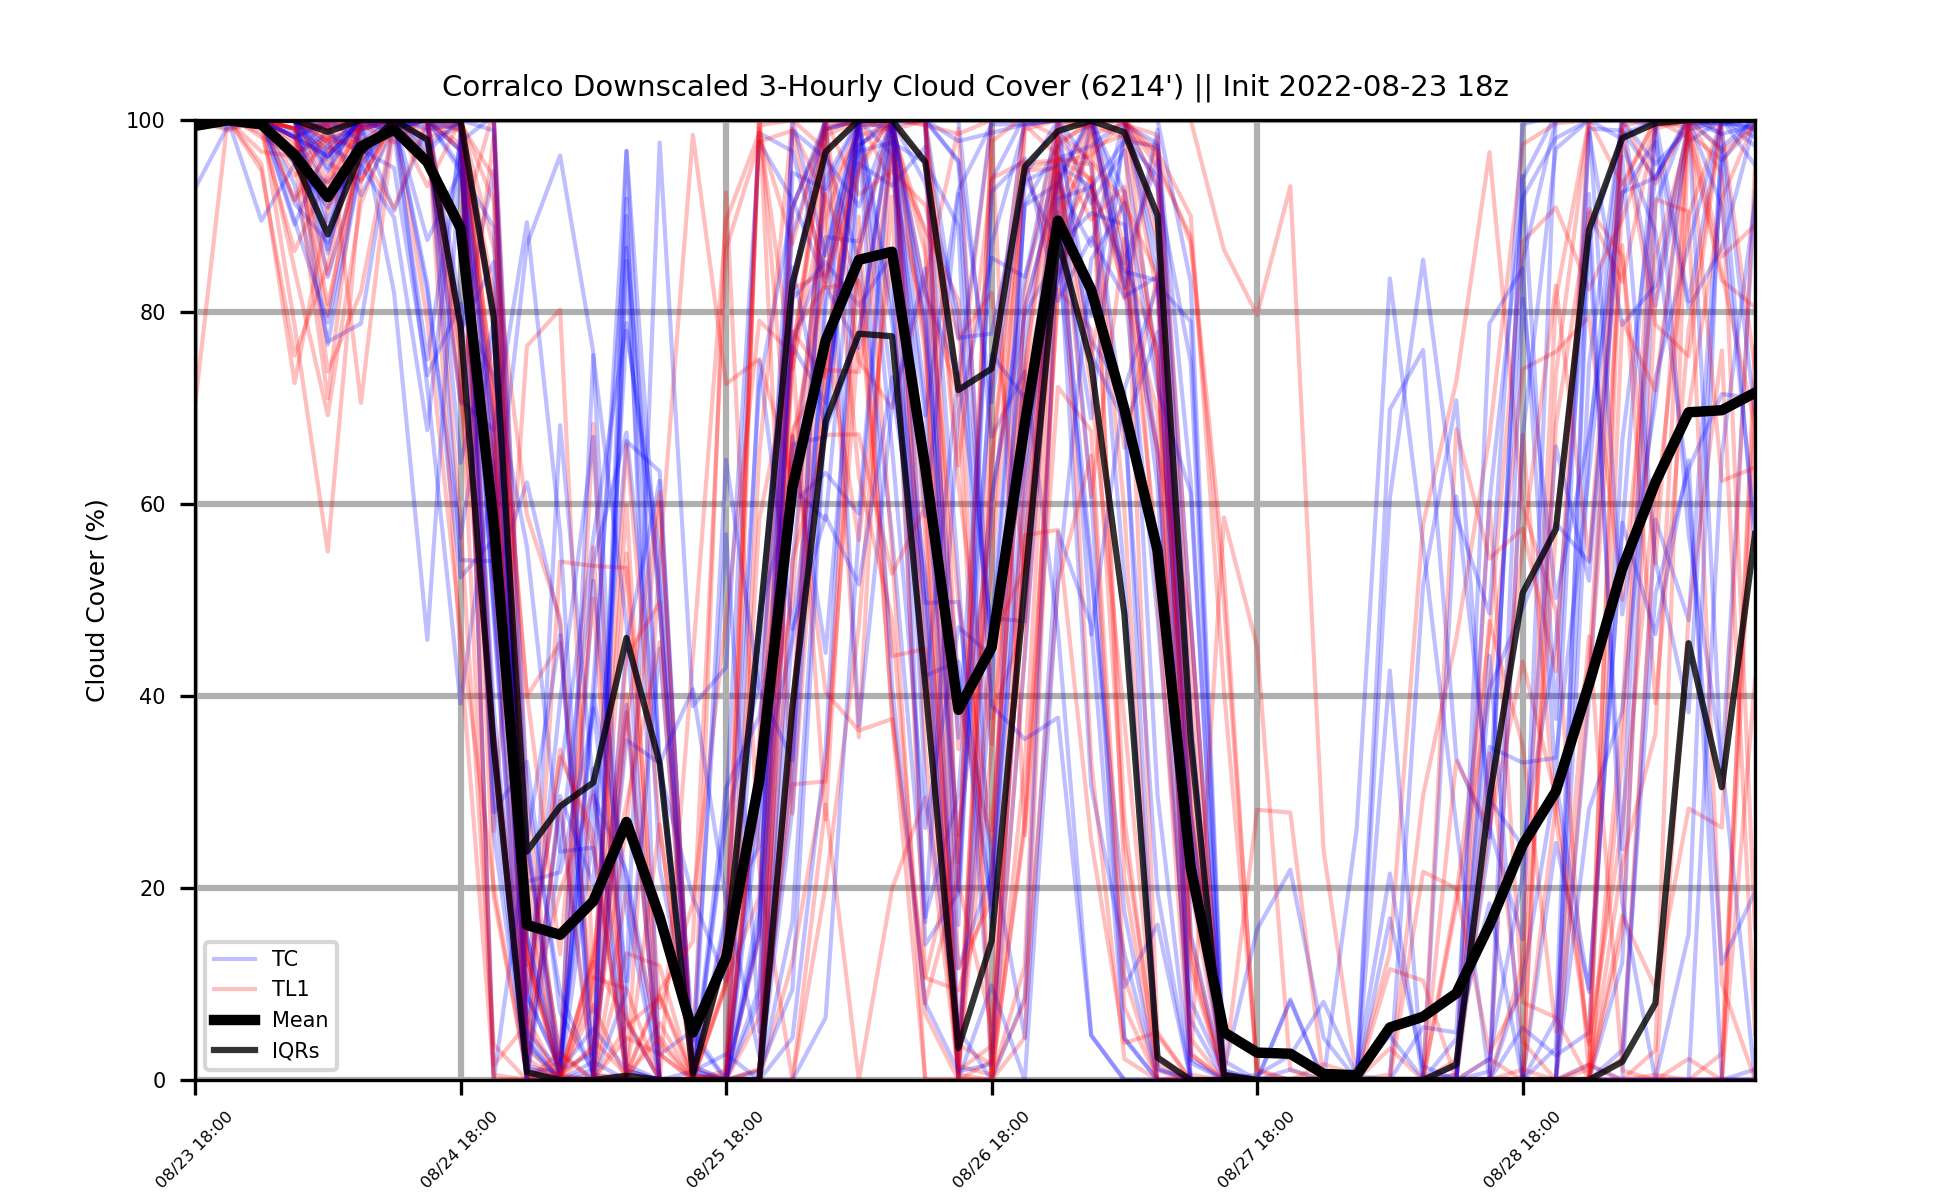 Corralco Downscaled 3-Hourly Cloud Cover (6214') || Init 2022-08-23 18z
Cloud Cover (%)
100
80
60
40
20
0
TC
TL1
Mean
IQRs
08/23 18:00
08/24 18:00
08/25 18:00
08/26 18:00
08/27 18:00
08/28 18:00